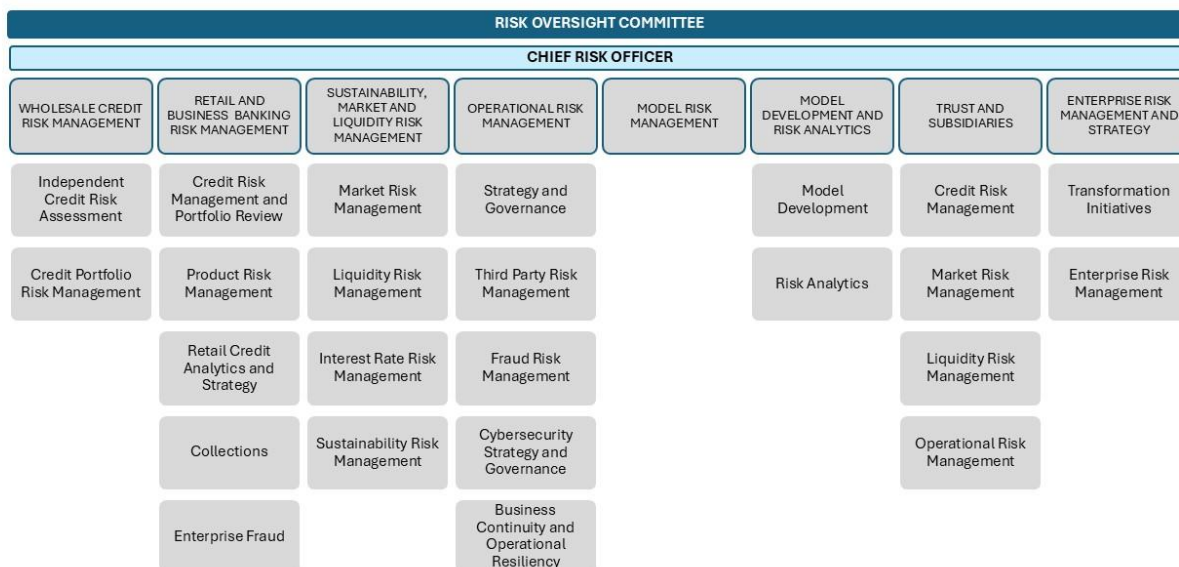 RISK OVERSIGHT COMMITTEE
CHIEF RISK OFFICER
WHOLESALE CREDIT
RISK MANAGEMENT
RETAIL AND
BUSINESS BANKING
RISK MANAGEMENT
SUSTAINABILITY,
MARKET AND
LIQUIDITY RISK
MANAGEMENT
OPERATIONAL RISK
MANAGEMENT
MODEL RISK
MANAGEMENT
MODEL
DEVELOPMENT AND
RISK ANALYTICS
TRUST AND
SUBSIDIARIES
ENTERPRISE RISK
MANAGEMENT AND
STRATEGY
Independent
Credit Risk
Assessment
Credit Risk
Management and
Portfolio Review
Market Risk
Management
Strategy and
Governance
Model
Development
Credit Risk
Management
Transformation
Initiatives
Credit Portfolio
Risk Management
Product Risk
Management
Liquidity Risk
Management
Third Party Risk
Management
Risk Analytics
Market Risk
Management
Enterprise Risk
Management
Retail Credit
Analytics and
Strategy
Interest Rate Risk
Management
Fraud Risk
Management
Liquidity Risk
Management
Collections
Sustainability Risk
Management
Cybersecurity
Strategy and
Governance
Operational Risk
Management
Enterprise Fraud
Business
Continuity and
Operational
Resiliency